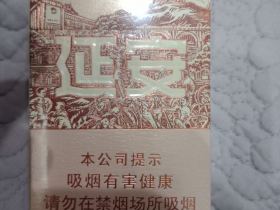 延安
本公司提示
吸烟有害健康
请勿在禁烟场所吸烟